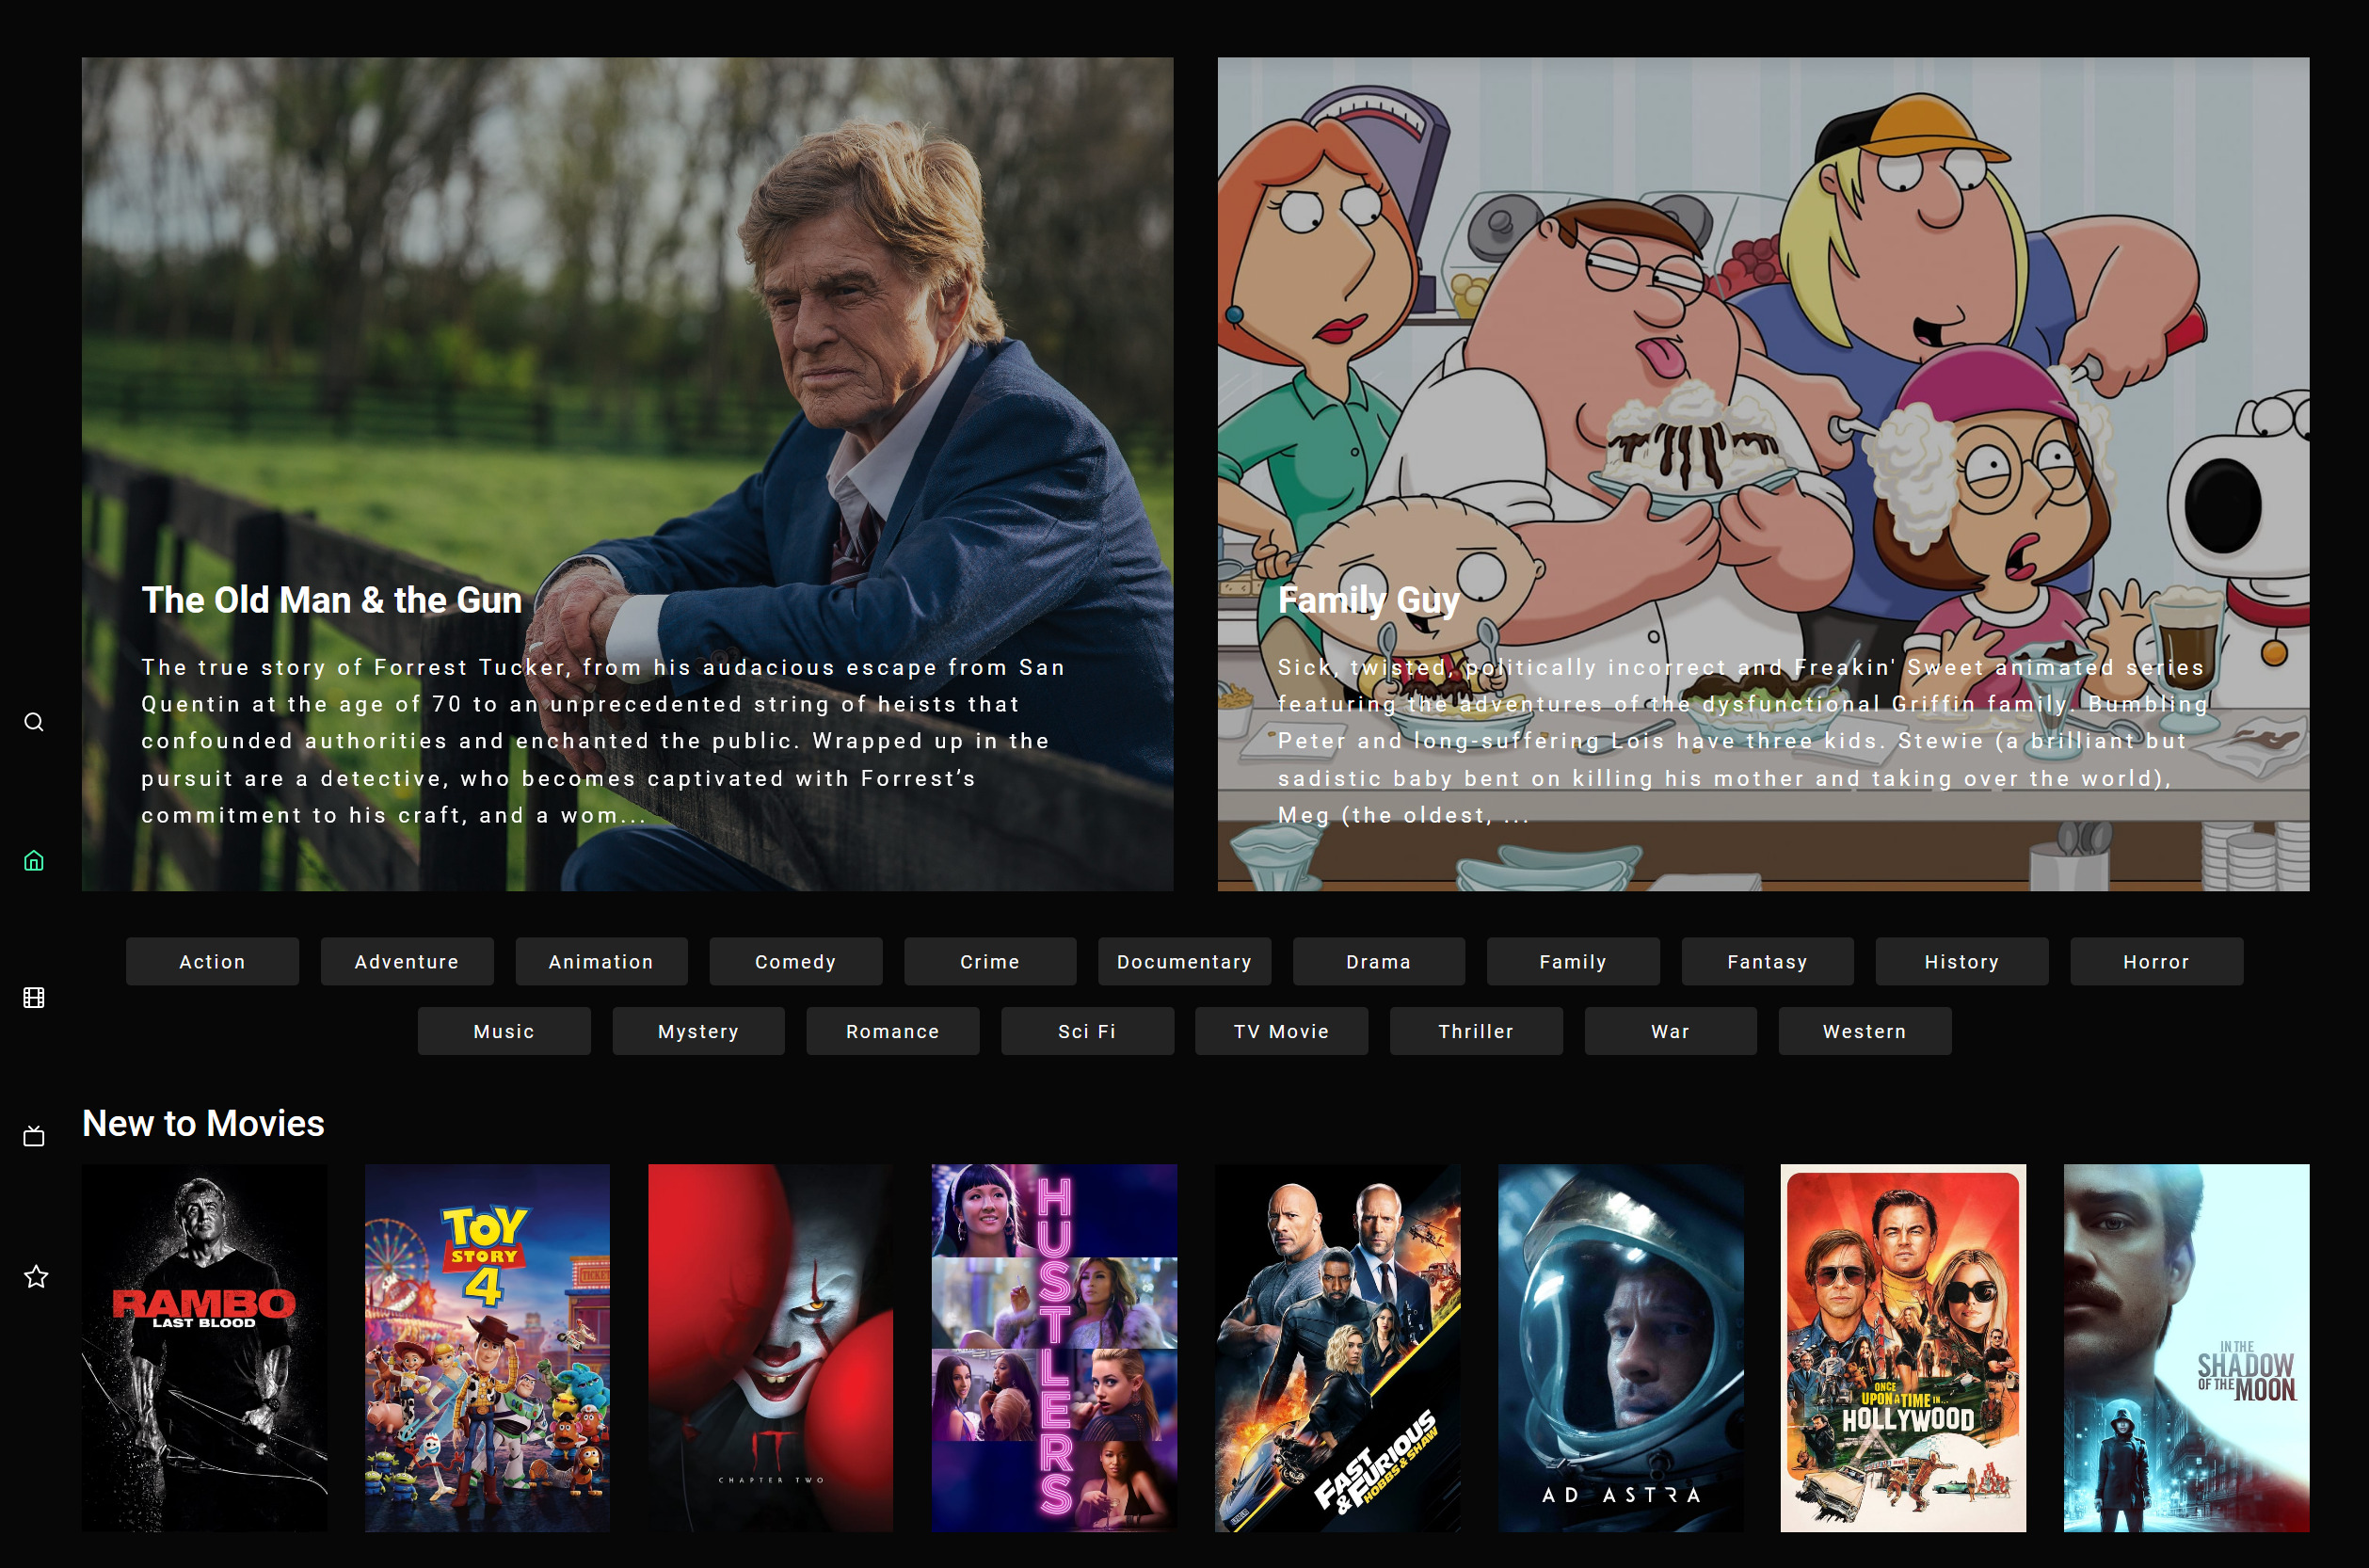 The Old Man & the Gun
The true story of Forrest Tucker, from his audacious escape from San
Quentin at the age of 70 to an unprecedented string of heists that
confounded authorities and enchanted the public. Wrapped up in the
pursuit are a detective, who becomes captivated with Forrest’s
commitment to his craft, and a wom...
Family Guy
Sick, twisted, politically incorrect and Freakin' Sweet animated series
featuring the adventures of the dysfunctional Griffin family. Bumbling
Peter and long-suffering Lois have three kids. Stewie (a brilliant but
sadistic baby bent on killing his mother and taking over the world),
Meg (the oldest, ...
Action
Adventure
Animation
Comedy
Crime
Documentary
Drama
Family
Fantasy
History
Horror
Music
Mystery
Romance
Sci Fi
TV Movie
Thriller
War
Western
New to Movies
RAMBO
LAST BLOOD
TOY
STORY
4
TICKET
IT
CHAPTER TWO
HUSTLERS
FAST
& FURIOUS
HOBBS & SHAW
AD ASTRA
ONCE
UPON A TIME IN...
HOLLYWOOD
IN THE
SHADOW
OF THE MOON